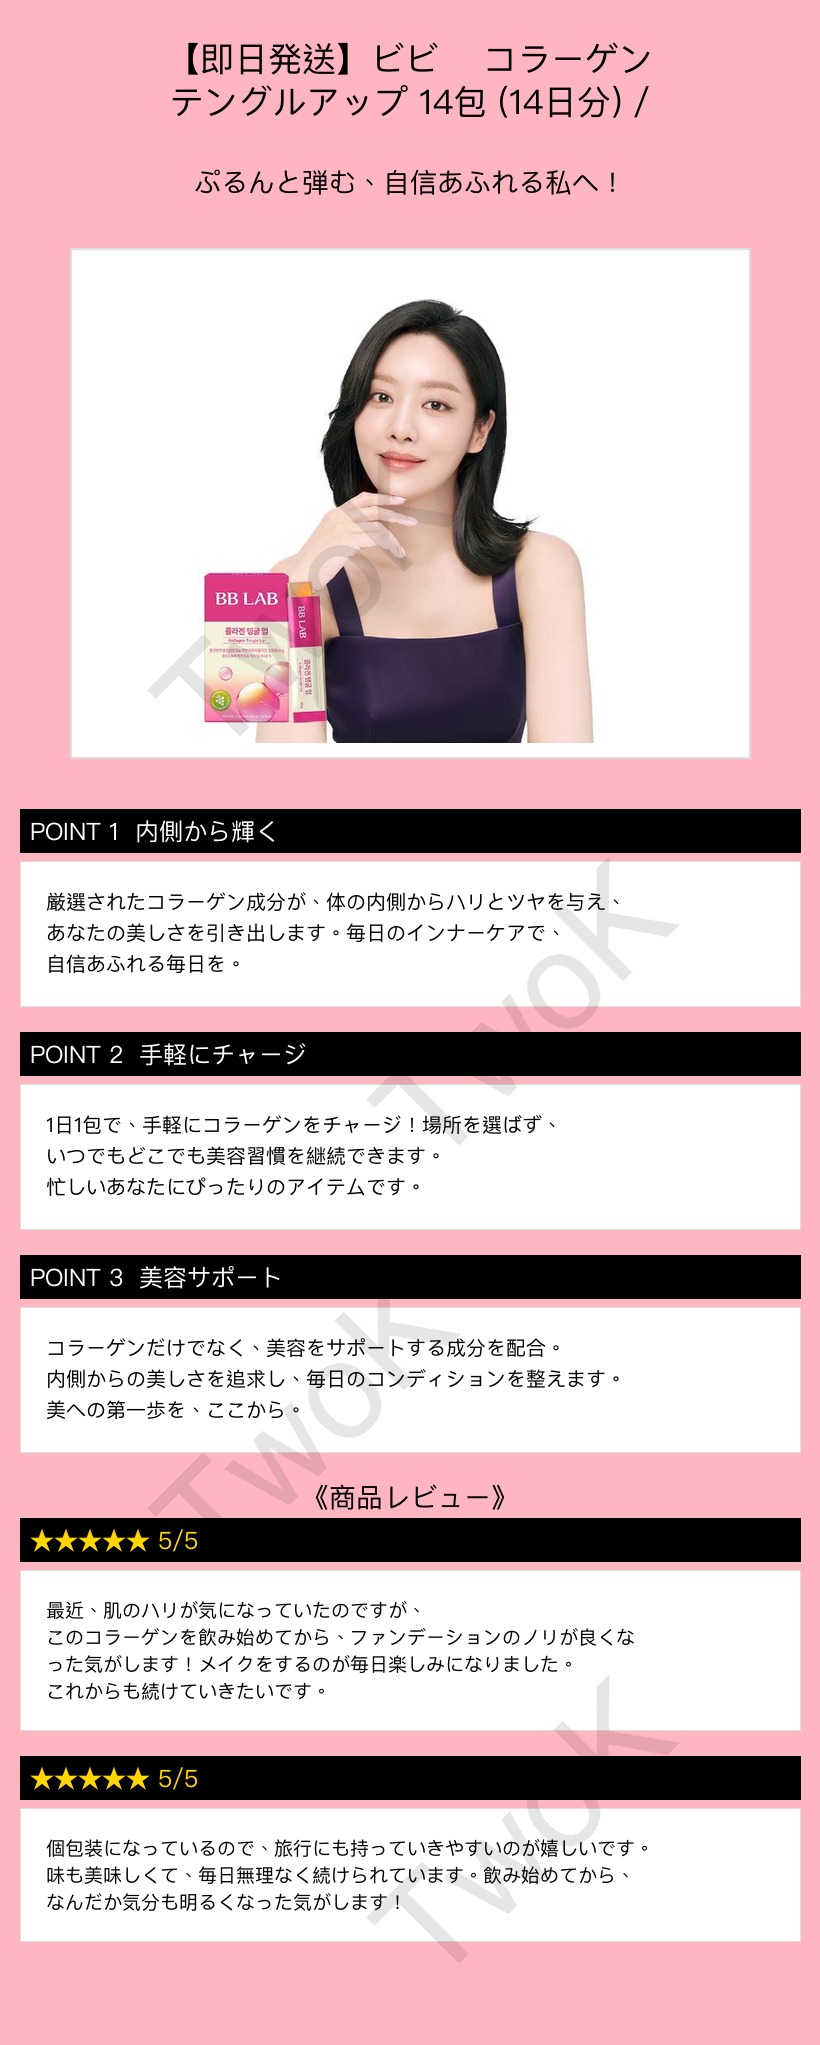 【即日発送】ビビ　コラーゲン
テングルアップ 14包 (14日分) /
ぷるんと弾む、自信あふれる私へ！
BB LAB
콜라겐 텡글 업
Collagen Tangle Up
BB LAB
콜라겐 텡글 업
POINT 1 内側から輝く
厳選されたコラーゲン成分が、体の内側からハリとツヤを与え、
あなたの美しさを引き出します。毎日のインナーケアで、
自信あふれる毎日を。
POINT 2 手軽にチャージ
1日1包で、手軽にコラーゲンをチャージ！場所を選ばず、
いつでもどこでも美容習慣を継続できます。
忙しいあなたにぴったりのアイテムです。
POINT 3 美容サポート
コラーゲンだけでなく、美容をサポートする成分を配合。
内側からの美しさを追求し、毎日のコンディションを整えます。
美への第一歩を、ここから。
《商品レビュー》
★★★★★ 5/5
最近、肌のハリが気になっていたのですが、
このコラーゲンを飲み始めてから、ファンデーションのノリが良くな
った気がします！メイクをするのが毎日楽しみになりました。
これからも続けていきたいです。
★★★★★ 5/5
個包装になっているので、旅行にも持っていきやすいのが嬉しいです。
味も美味しくて、毎日無理なく続けられています。飲み始めてから、
なんだか気分も明るくなった気がします！
TwoK
TwoK
TwoK
TwoK